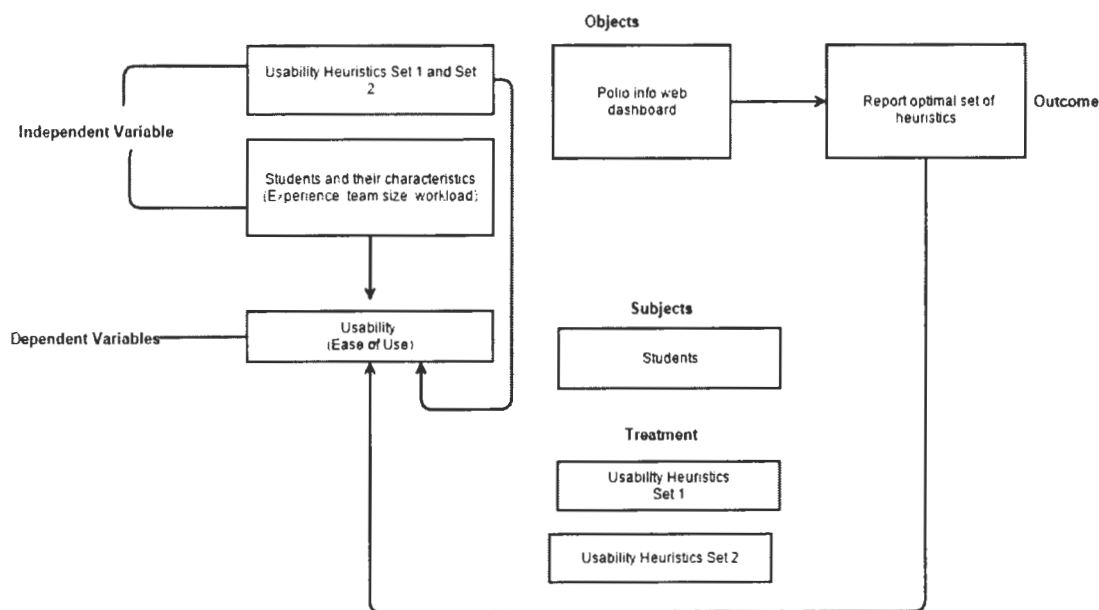 Objects
Usability Heuristics Set 1 and Set
2
Polio info web
dashboard
Report optimal set of
heuristics
Outcome
Independent Variable
Students and their characteristics
(Experience team size workload)
Subjects
Dependent Variables
Usability
(Ease of Use)
Students
Treatment
Usability Heuristics
Set 1
Usability Heuristics Set 2